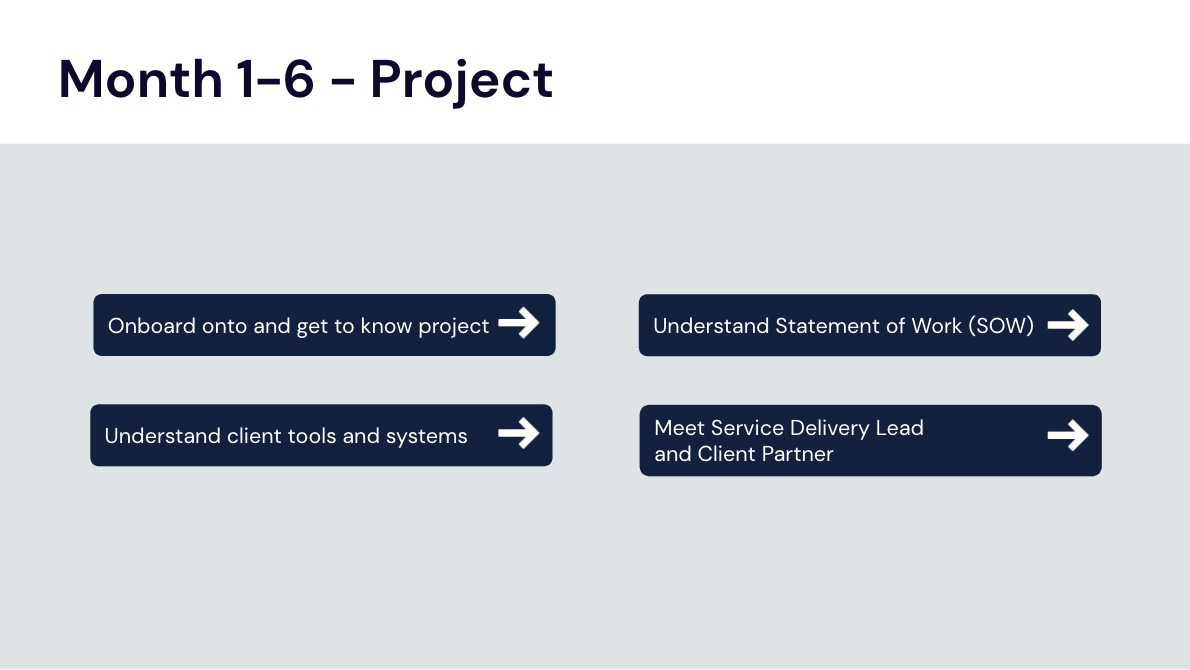 Month 1-6 - Project
Onboard onto and get to know project
Understand Statement of Work (SOW)
Understand client tools and systems
Meet Service Delivery Lead
and Client Partner